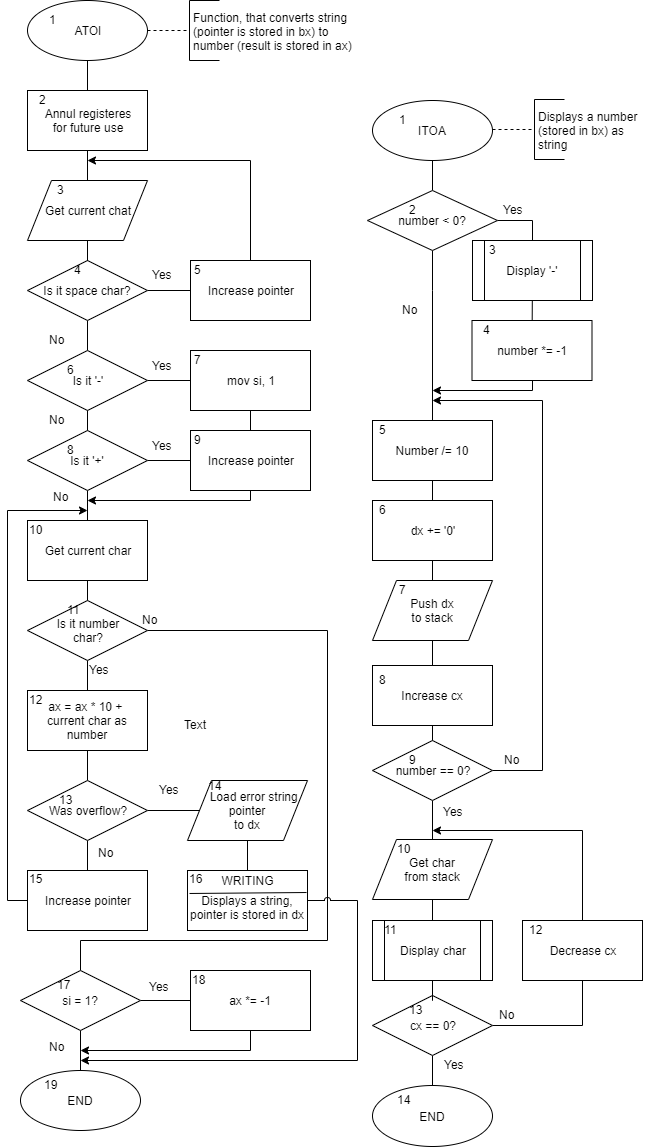 1
ATOI
Function, that converts string
(pointer is stored in bx) to
number (result is stored in ax)
2
Annul registeres
for future use
3
Get current chat
4
Is it space char?
Yes
5
Increase pointer
No
6
Is it '-'
Yes
7
mov si, 1
No
8
Is it '+'
Yes
9
Increase pointer
No
10
Get current char
11
Is it number
char?
No
Yes
12
ax = ax * 10 +
current char as
number
Text
13
Was overflow?
Yes
14
Load error string
pointer
to dx
No
15
Increase pointer
16
WRITING
Displays a string,
pointer is stored in dx
17
si = 1?
Yes
18
ax *= -1
No
19
END
1
ITOA
Displays a number
(stored in bx) as
string
2
number < 0?
Yes
3
Display '-'
No
4
number *= -1
5
Number /= 10
6
dx += '0'
7
Push dx
to stack
8
Increase cx
9
number == 0?
No
Yes
10
Get char
from stack
11
Display char
12
Decrease cx
13
cx == 0?
No
Yes
14
END